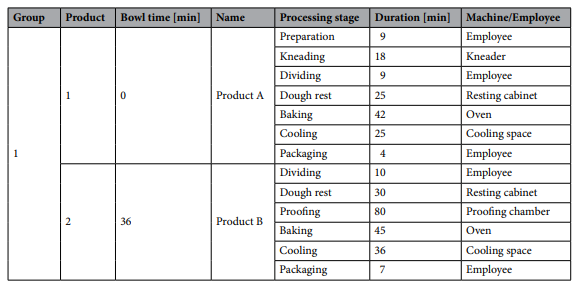 Group Product Bowl time [min] Name Processing stage Duration [min] Machine/Employee
Preparation 9 Employee
Kneading 18 Kneader
Dividing 9 Employee
1 0 Product A Dough rest 25 Resting cabinet
Baking 42 Oven
Cooling 25 Cooling space
1 Packaging 4 Employee
Dividing 10 Employee
Dough rest 30 Resting cabinet
2 36 Product B Proofing 80 Proofing chamber
Baking 45 Oven
Cooling 36 Cooling space
Packaging 7 Employee